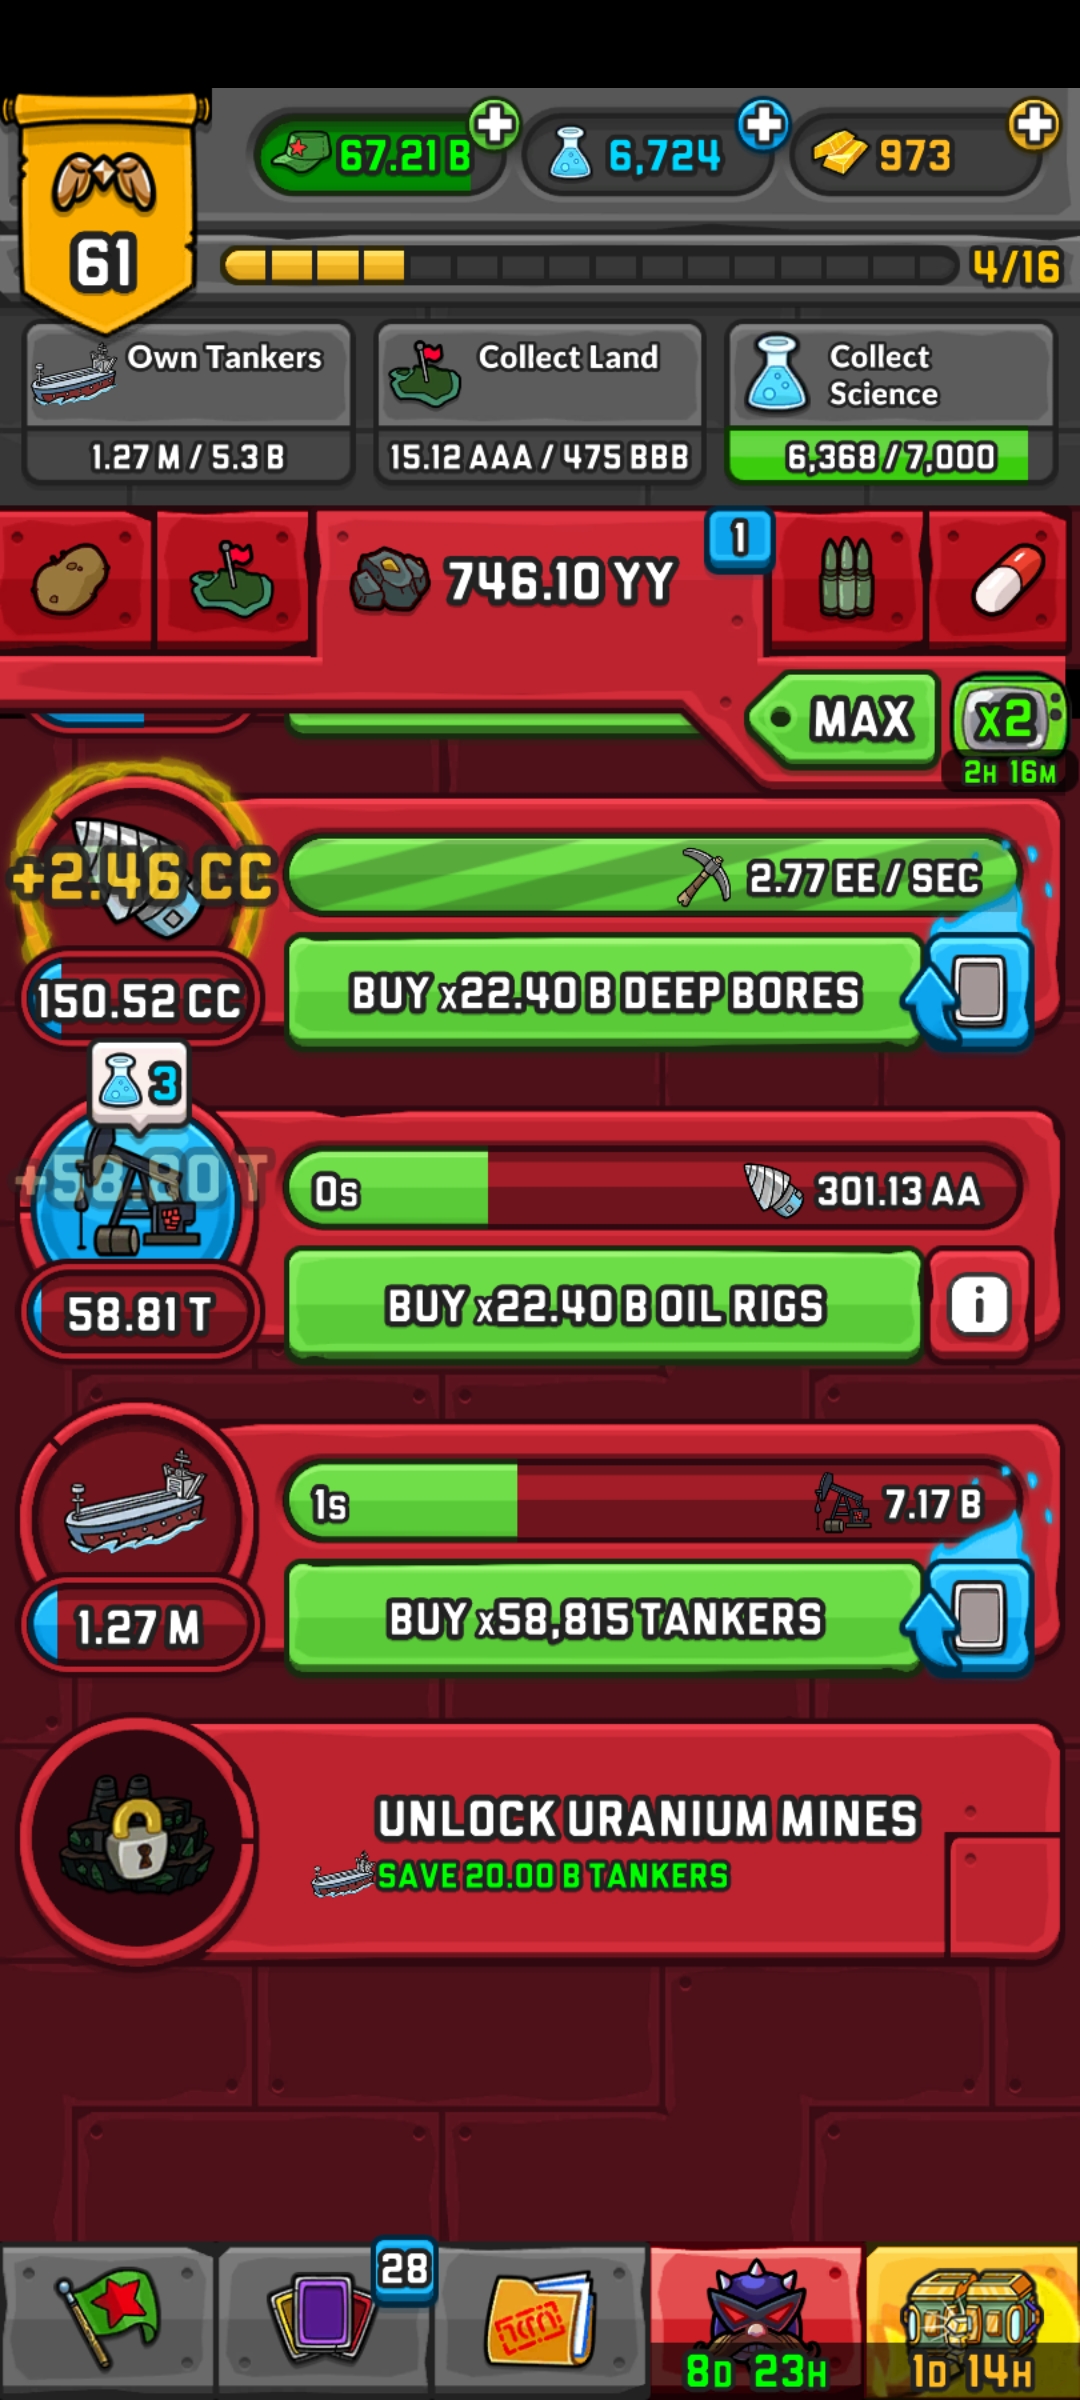 67.21 B
6,724
973
61
4/16
Own Tankers
1.27 M / 5.3 B
Collect Land
15.12 AAA / 475 BBB
Collect
Science
6,368 / 7,000
746.10 YY
1
MAX
x2
2H 16M
+2.46 CC
2.77 EE / SEC
150.52 CC
BUY x22.40 B DEEP BORES
3
+58.80 T
0s
301.13 AA
58.81 T
BUY x22.40 B OIL RIGS
i
1s
7.17 B
1.27 M
BUY x58,815 TANKERS
UNLOCK URANIUM MINES
SAVE 20.00 B TANKERS
28
8D 23H
1D 14H